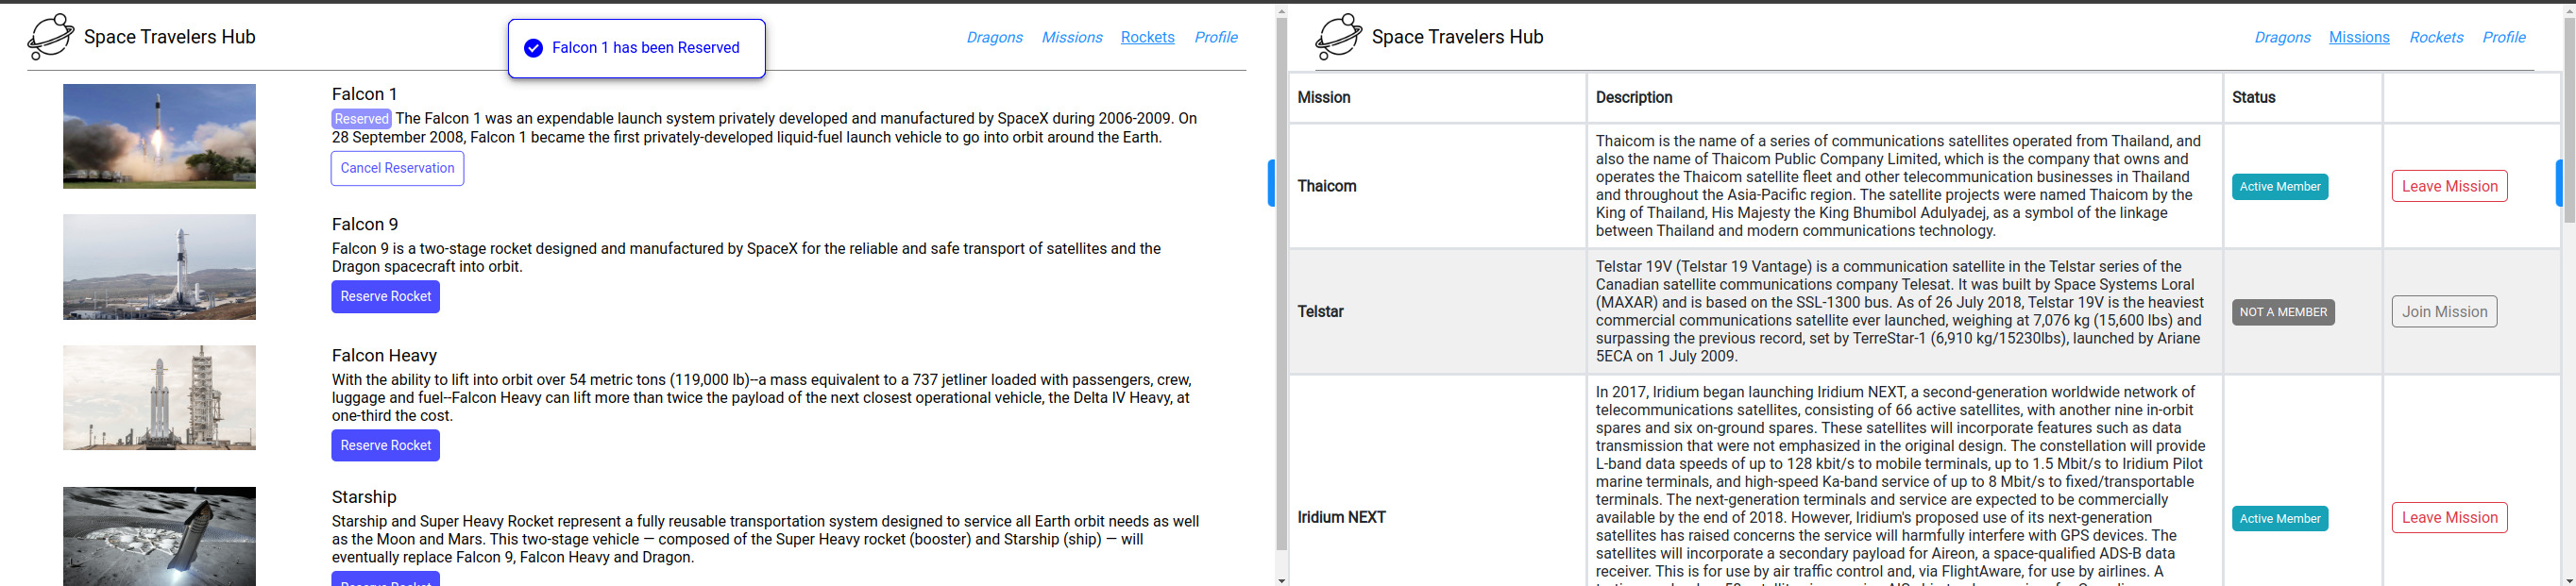 Space Travelers Hub
Falcon 1 has been Reserved
Dragons Missions Rockets Profile
Falcon 1
Reserved The Falcon 1 was an expendable launch system privately developed and manufactured by SpaceX during 2006-2009. On
28 September 2008, Falcon 1 became the first privately-developed liquid-fuel launch vehicle to go into orbit around the Earth.
Cancel Reservation
Falcon 9
Falcon 9 is a two-stage rocket designed and manufactured by SpaceX for the reliable and safe transport of satellites and the
Dragon spacecraft into orbit.
Reserve Rocket
Falcon Heavy
With the ability to lift into orbit over 54 metric tons (119,000 lb)--a mass equivalent to a 737 jetliner loaded with passengers, crew,
luggage and fuel--Falcon Heavy can lift more than twice the payload of the next closest operational vehicle, the Delta IV Heavy, at
one-third the cost.
Reserve Rocket
Starship
Starship and Super Heavy Rocket represent a fully reusable transportation system designed to service all Earth orbit needs as well
as the Moon and Mars. This two-stage vehicle — composed of the Super Heavy rocket (booster) and Starship (ship) — will
eventually replace Falcon 9, Falcon Heavy and Dragon.
Space Travelers Hub
Dragons Missions Rockets Profile
Mission Description Status
Thaicom
Thaicom is the name of a series of communications satellites operated from Thailand, and
also the name of Thaicom Public Company Limited, which is the company that owns and
operates the Thaicom satellite fleet and other telecommunication businesses in Thailand
and throughout the Asia-Pacific region. The satellite projects were named Thaicom by the
King of Thailand, His Majesty the King Bhumibol Adulyadej, as a symbol of the linkage
between Thailand and modern communications technology.
Active Member
Leave Mission
Telstar
Telstar 19V (Telstar 19 Vantage) is a communication satellite in the Telstar series of the
Canadian satellite communications company Telesat. It was built by Space Systems Loral
(MAXAR) and is based on the SSL-1300 bus. As of 26 July 2018, Telstar 19V is the heaviest
commercial communications satellite ever launched, weighing at 7,076 kg (15,600 lbs) and
surpassing the previous record, set by TerreStar-1 (6,910 kg/15230lbs), launched by Ariane
5ECA on 1 July 2009.
NOT A MEMBER
Join Mission
Iridium NEXT
In 2017, Iridium began launching Iridium NEXT, a second-generation worldwide network of
telecommunications satellites, consisting of 66 active satellites, with another nine in-orbit
spares and six on-ground spares. These satellites will incorporate features such as data
transmission that were not emphasized in the original design. The constellation will provide
L-band data speeds of up to 128 kbit/s to mobile terminals, up to 1.5 Mbit/s to Iridium Pilot
marine terminals, and high-speed Ka-band service of up to 8 Mbit/s to fixed/transportable
terminals. The next-generation terminals and service are expected to be commercially
available by the end of 2018. However, Iridium's proposed use of its next-generation
satellites has raised concerns the service will harmfully interfere with GPS devices. The
satellites will incorporate a secondary payload for Aireon, a space-qualified ADS-B data
receiver. This is for use by air traffic control and, via FlightAware, for use by airlines. A
Active Member
Leave Mission